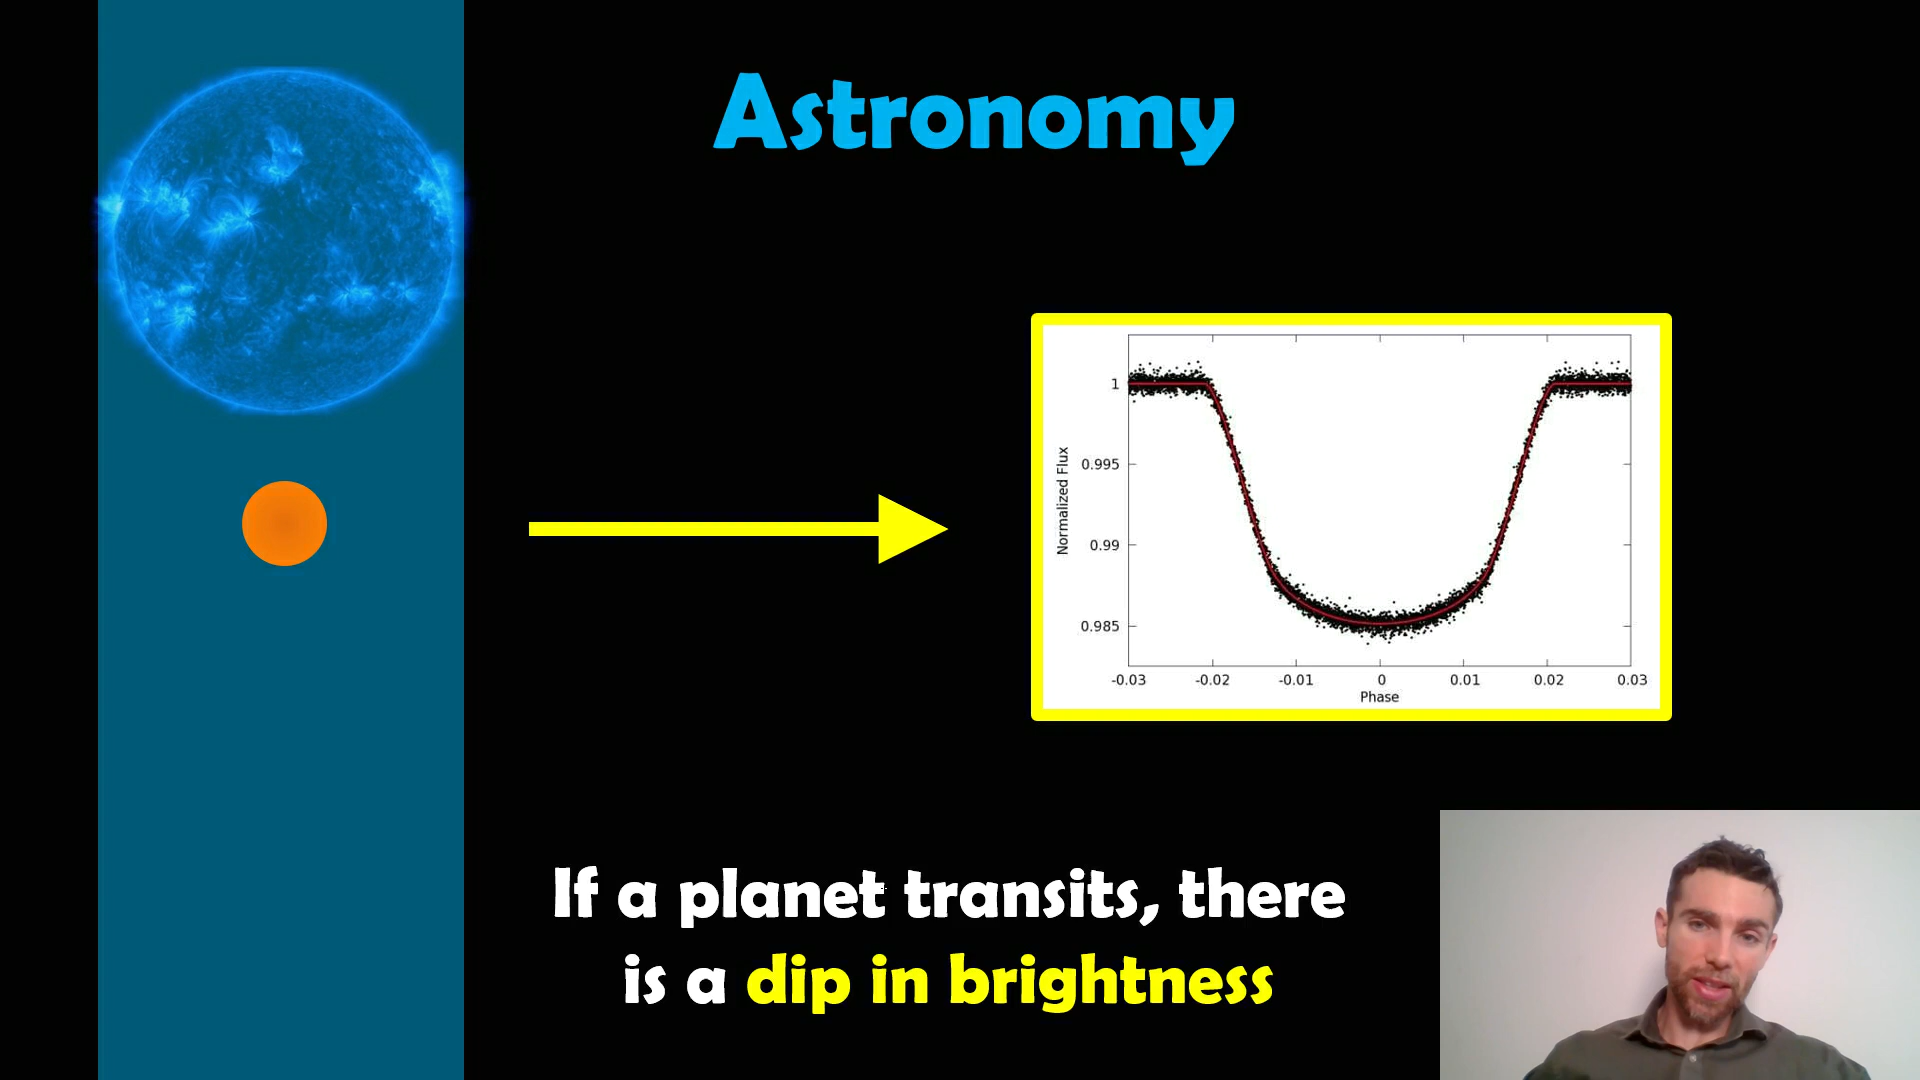 Astronomy
1
0.995
0.99
0.985
Normalized Flux
-0.03 -0.02 -0.01 0 0.01 0.02 0.03
Phase
If a planet transits, there
is a dip in brightness